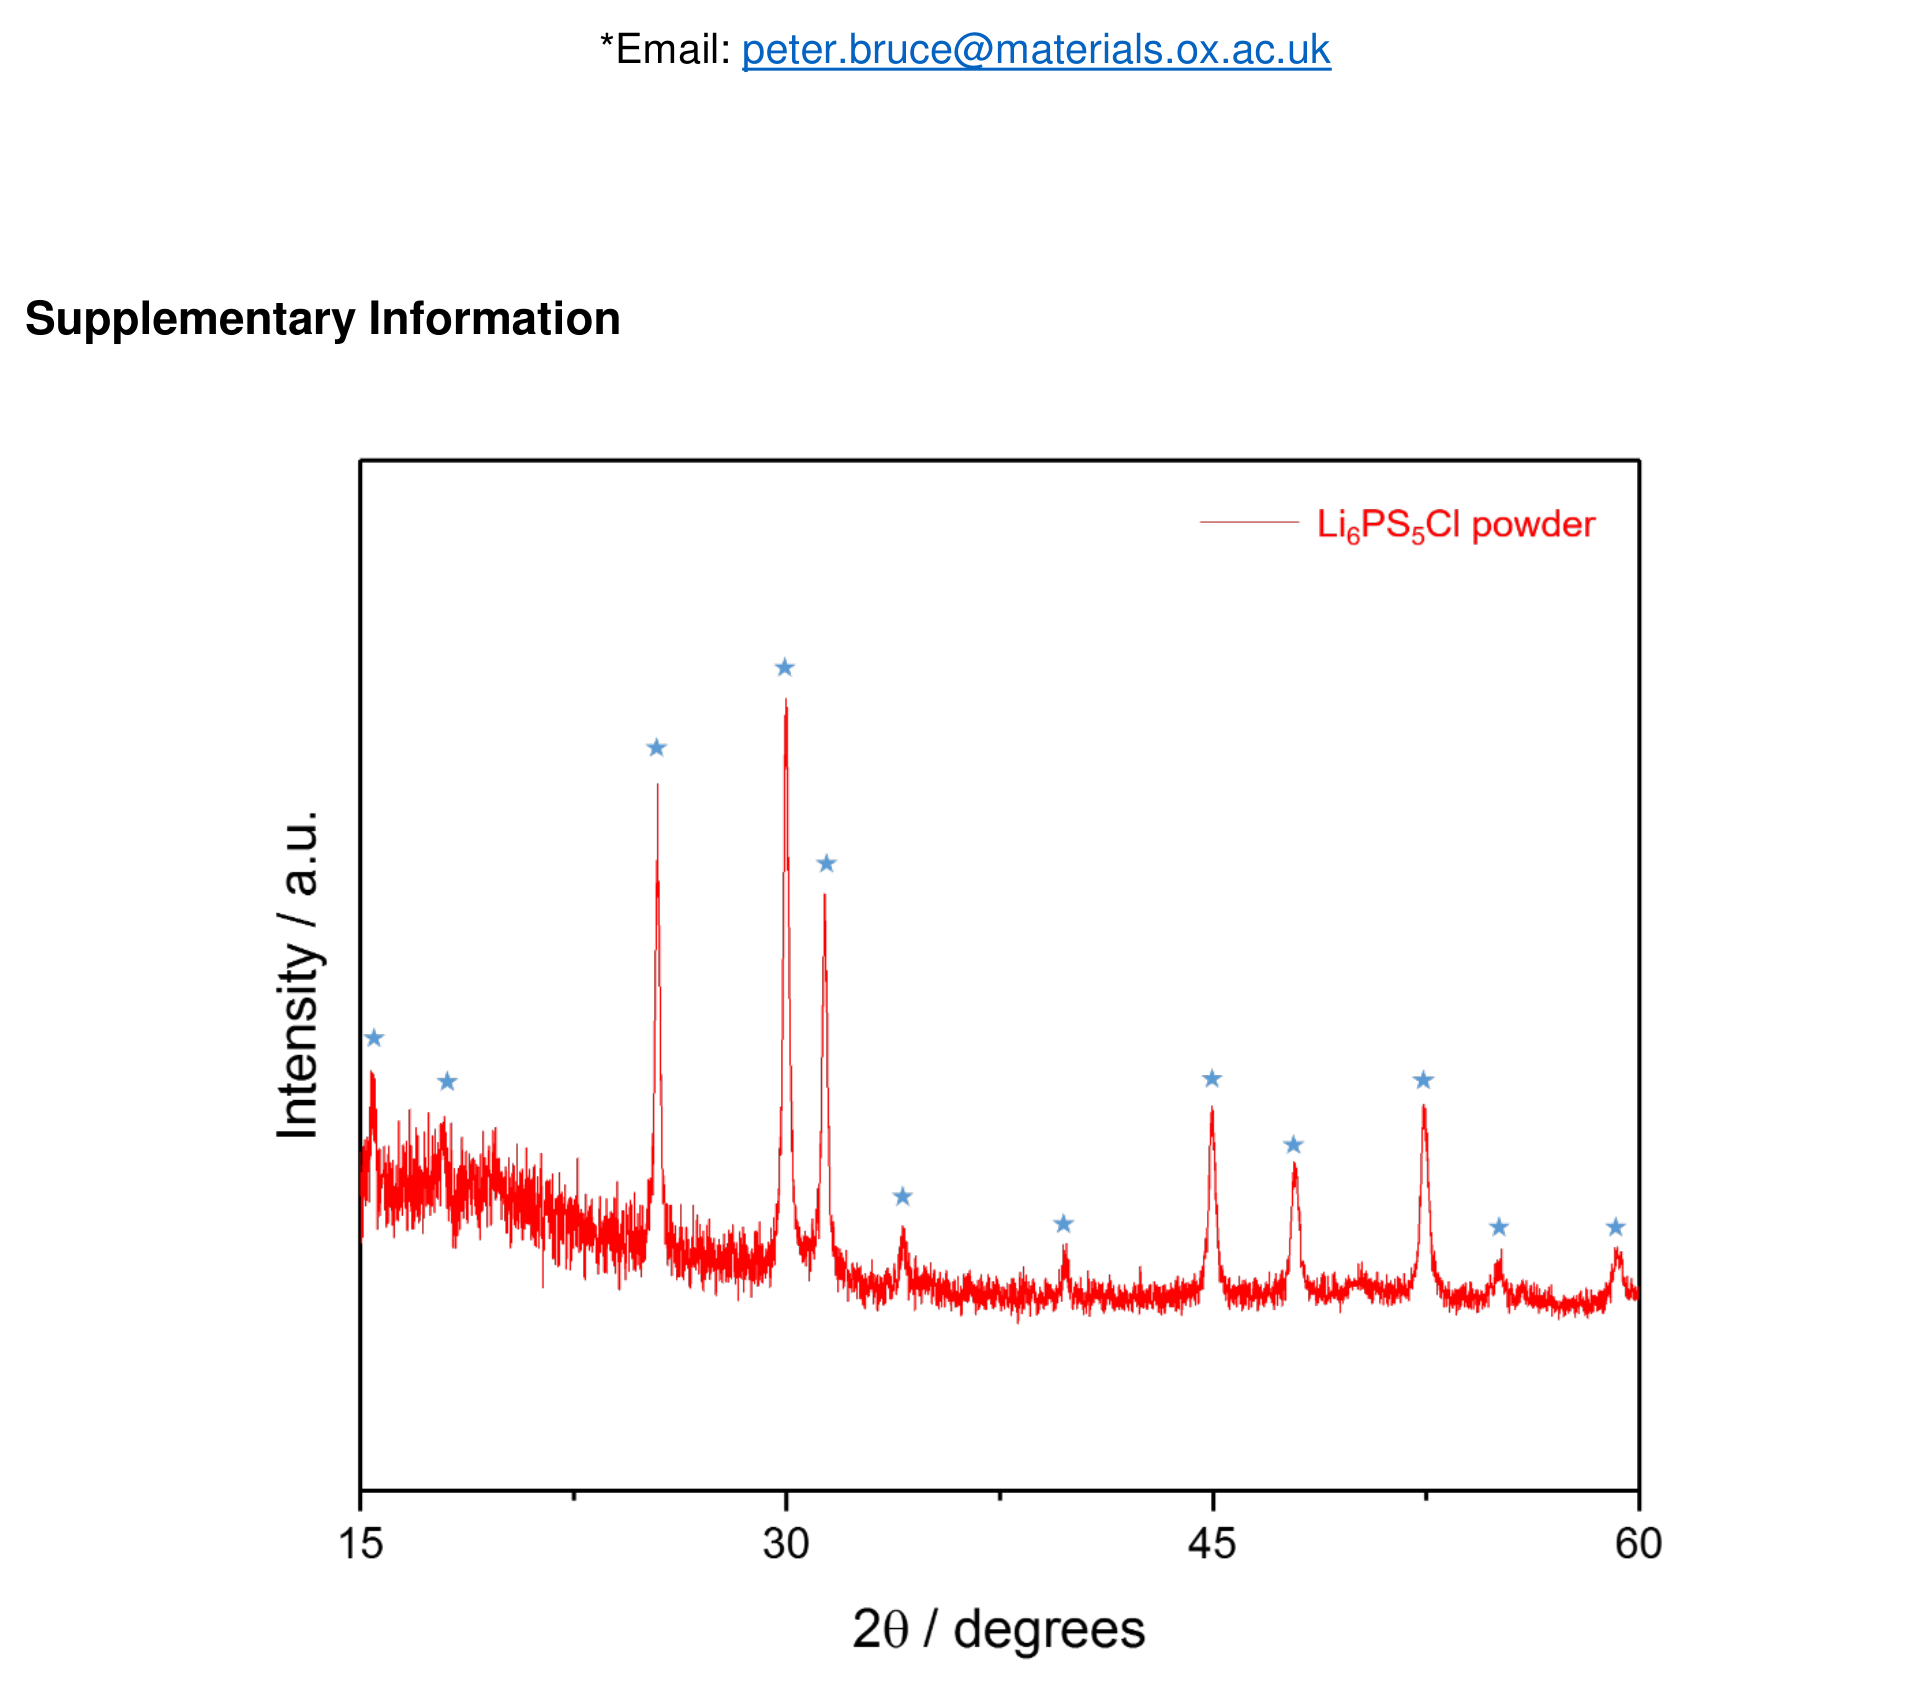 *Email: peter.bruce@materials.ox.ac.uk
Supplementary Information
Li₆PS₅Cl powder
Intensity / a.u.
15 30 45 60
2θ / degrees